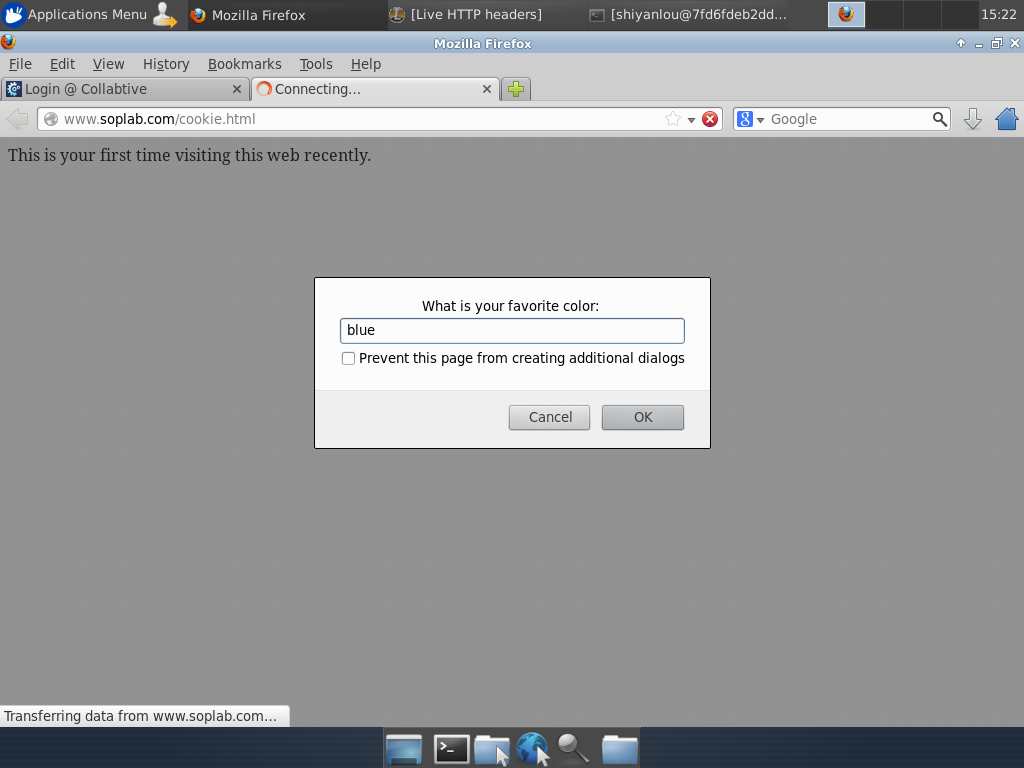 Applications Menu Mozilla Firefox [Live HTTP headers] [shiyanlou@7fd6fdeb2dd... 15:22
Mozilla Firefox
File Edit View History Bookmarks Tools Help
Login @ Collabtive Connecting...
www.soplab.com/cookie.html Google
This is your first time visiting this web recently.
What is your favorite color:
blue
Prevent this page from creating additional dialogs
Cancel OK
Transferring data from www.soplab.com...